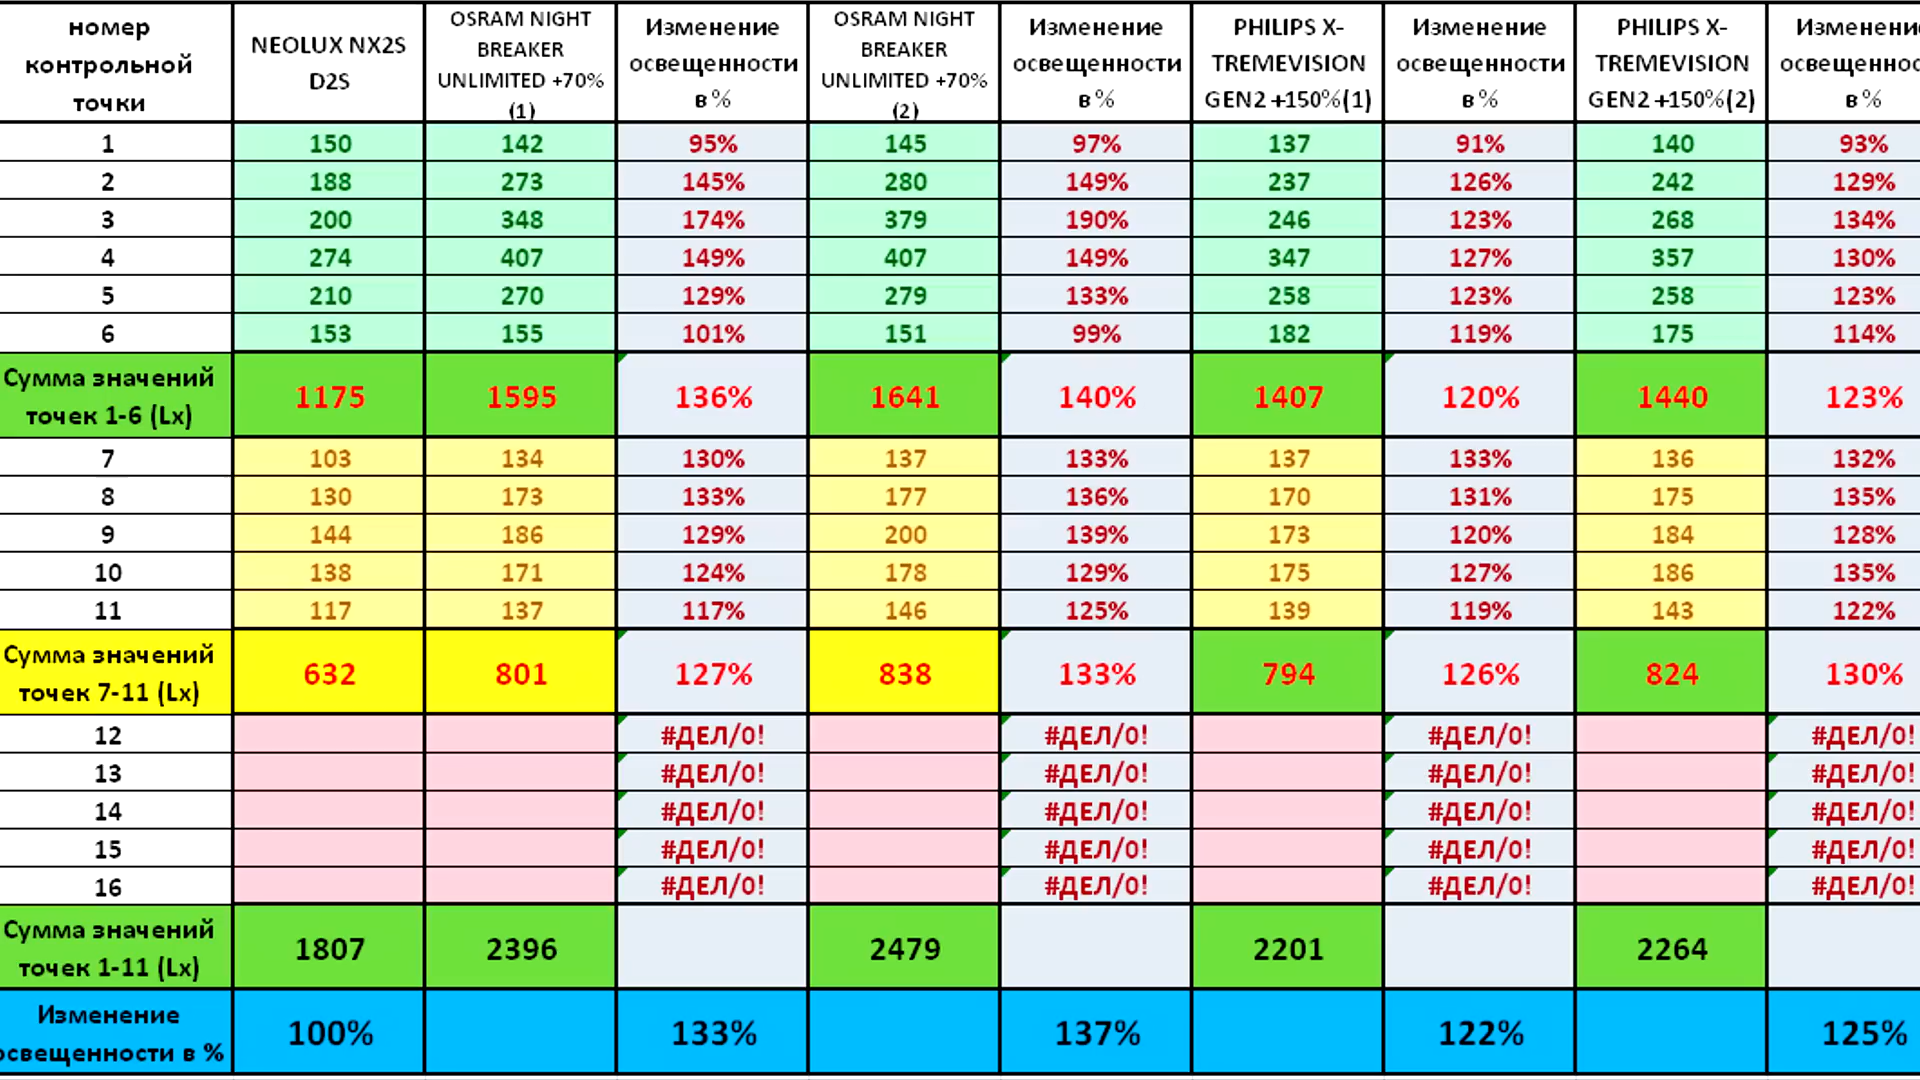 номер контрольной точки NEOLUX NX2S D2S OSRAM NIGHT BREAKER UNLIMITED +70% (1) Изменение освещенности в % OSRAM NIGHT BREAKER UNLIMITED +70% (2) Изменение освещенности в % PHILIPS X-TREMEVISION GEN2 +150%(1) Изменение освещенности в % PHILIPS X-TREMEVISION GEN2 +150%(2) в %
1 150 142 95% 145 97% 137 91% 140 93%
2 188 273 145% 280 149% 237 126% 242 129%
3 200 348 174% 379 190% 246 123% 268 134%
4 274 407 149% 407 149% 347 127% 357 130%
5 210 270 129% 279 133% 258 123% 258 123%
6 153 155 101% 151 99% 182 119% 175 114%
Сумма значений точек 1-6 (Lx) 1175 1595 136% 1641 140% 1407 120% 1440 123%
7 103 134 130% 137 133% 137 133% 136 132%
8 130 173 133% 177 136% 170 131% 175 135%
9 144 186 129% 200 139% 173 120% 184 128%
10 138 171 124% 178 129% 175 127% 186 135%
11 117 137 117% 146 125% 139 119% 143 122%
Сумма значений точек 7-11 (Lx) 632 801 127% 838 133% 794 126% 824 130%
12 #ДЕЛ/0! #ДЕЛ/0! #ДЕЛ/0! #ДЕЛ/0!
13 #ДЕЛ/0! #ДЕЛ/0! #ДЕЛ/0! #ДЕЛ/0!
14 #ДЕЛ/0! #ДЕЛ/0! #ДЕЛ/0! #ДЕЛ/0!
15 #ДЕЛ/0! #ДЕЛ/0! #ДЕЛ/0! #ДЕЛ/0!
16 #ДЕЛ/0! #ДЕЛ/0! #ДЕЛ/0! #ДЕЛ/0!
Сумма значений точек 1-11 (Lx) 1807 2396 2479 2201 2264
Изменение освещенности в % 100% 133% 137% 122% 125%